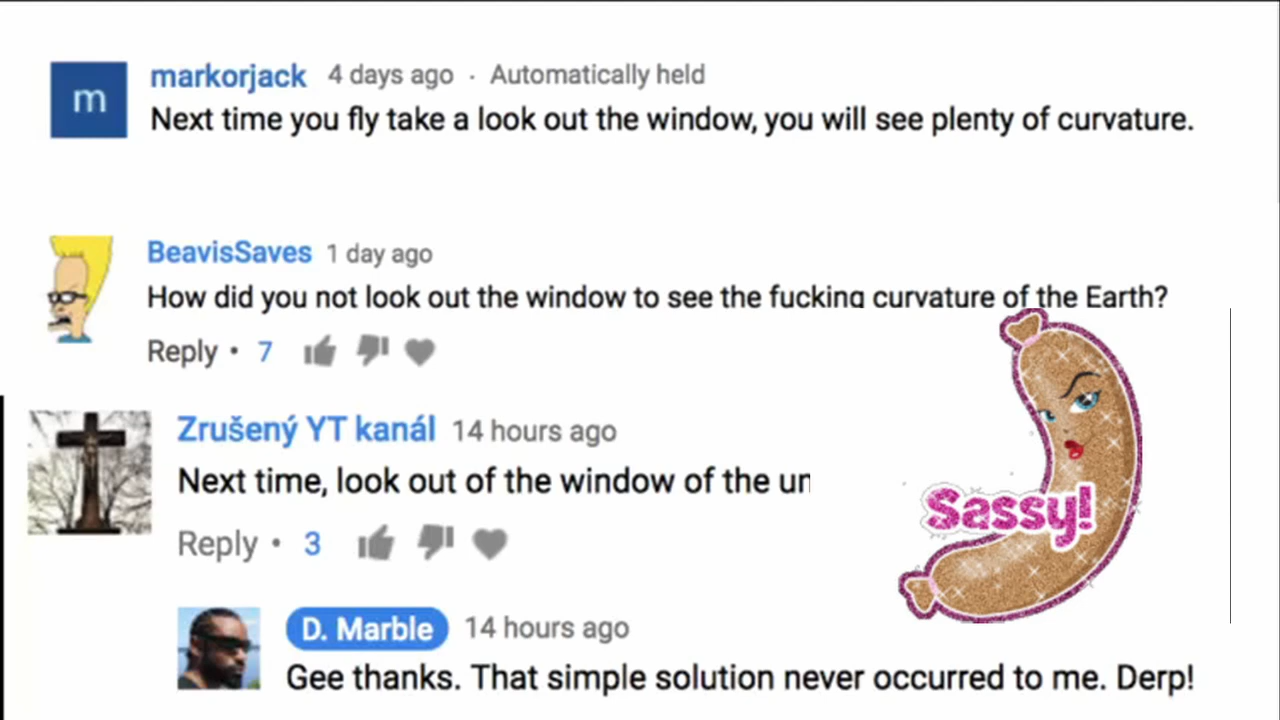 m
markorjack 4 days ago · Automatically held
Next time you fly take a look out the window, you will see plenty of curvature.
BeavisSaves 1 day ago
How did you not look out the window to see the fucking curvature of the Earth?
Reply • 7
Zrušený YT kanál 14 hours ago
Next time, look out of the window of the
Reply • 3
Sassy!
D. Marble 14 hours ago
Gee thanks. That simple solution never occurred to me. Derp!